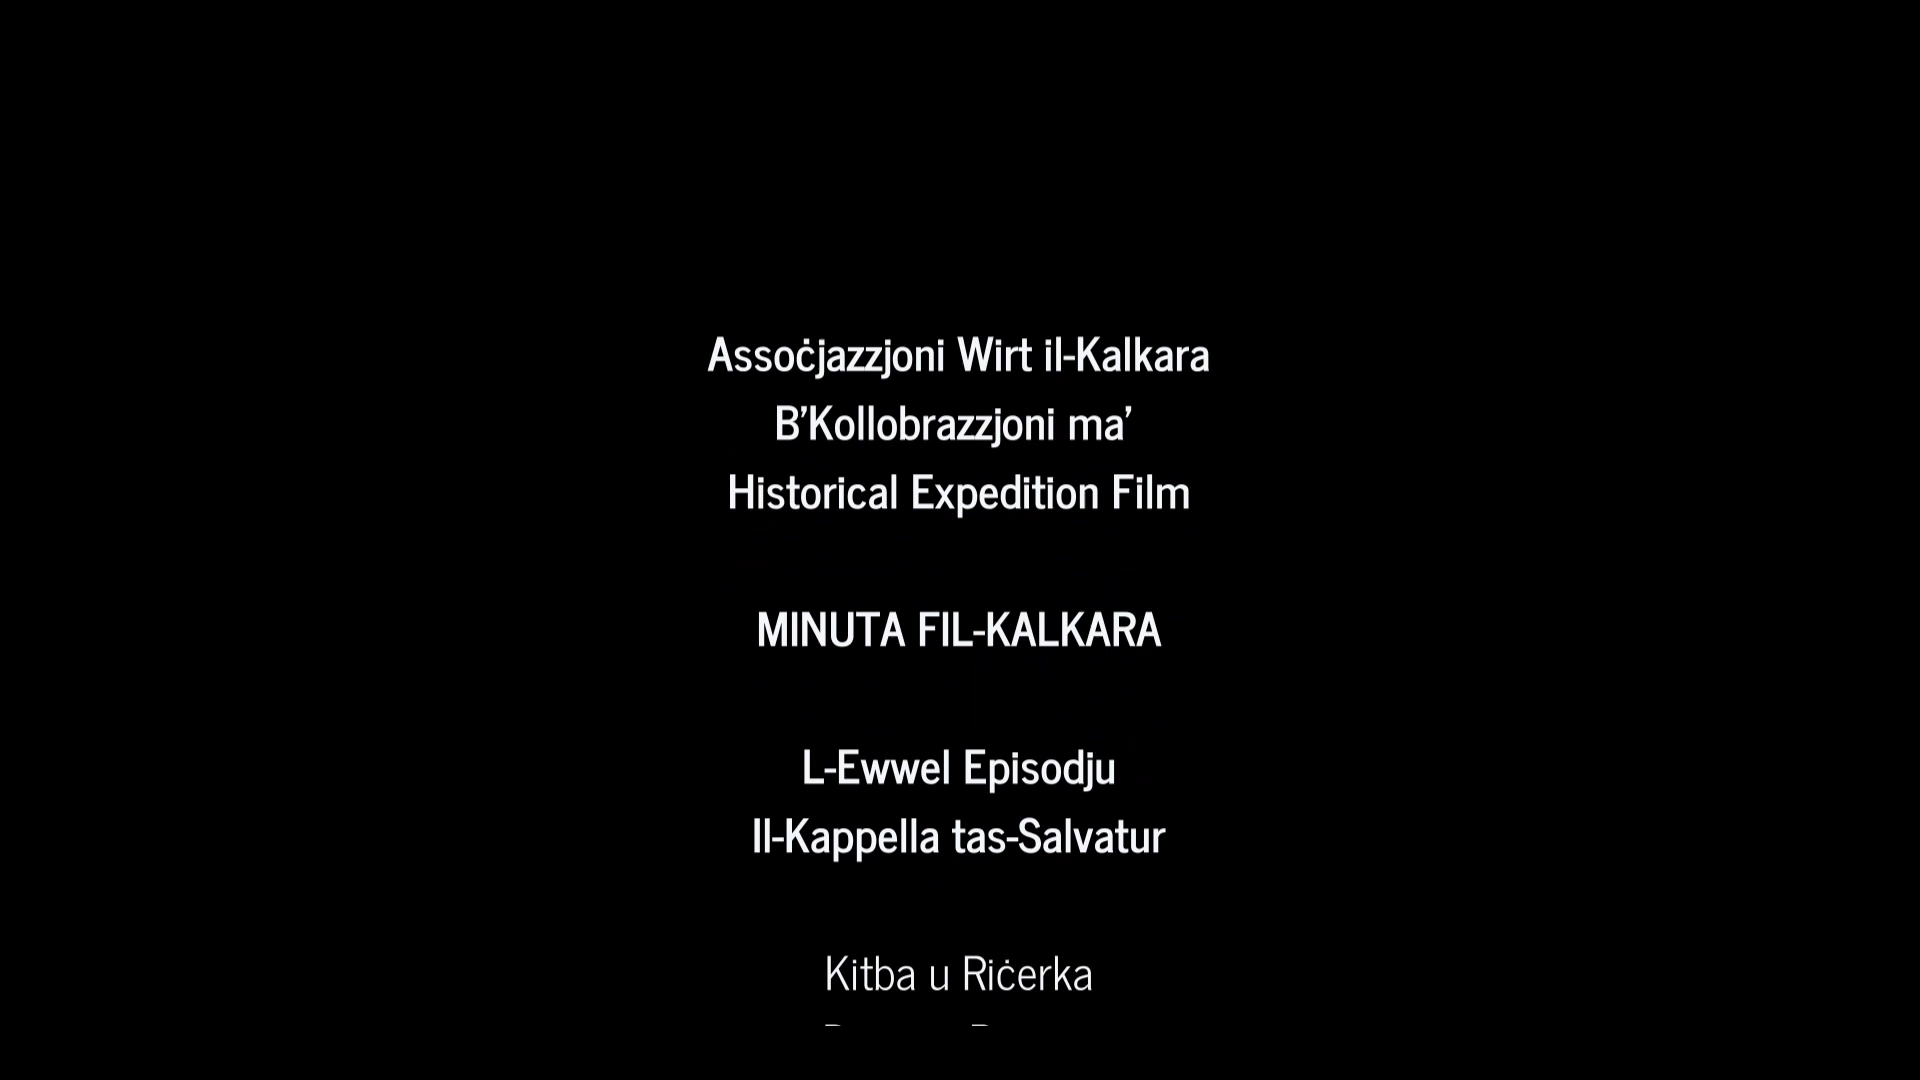 Assoċjazzjoni Wirt il-Kalkara
B’Kollobrazzjoni ma’
Historical Expedition Film
MINUTA FIL-KALKARA
L-Ewwel Episodju
Il-Kappella tas-Salvatur
Kitba u Riċerka